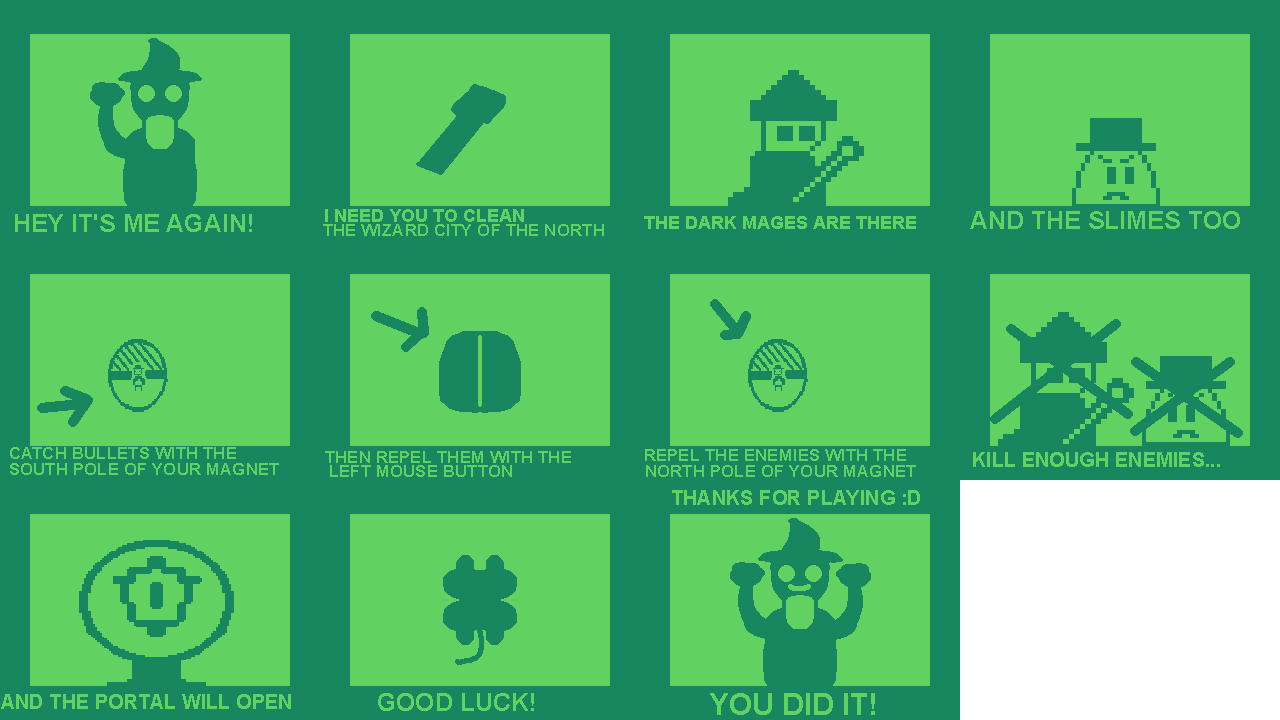 HEY IT'S ME AGAIN!
I NEED YOU TO CLEAN
THE WIZARD CITY OF THE NORTH
THE DARK MAGES ARE THERE
AND THE SLIMES TOO
CATCH BULLETS WITH THE
SOUTH POLE OF YOUR MAGNET
THEN REPEL THEM WITH THE
LEFT MOUSE BUTTON
REPEL THE ENEMIES WITH THE
NORTH POLE OF YOUR MAGNET
KILL ENOUGH ENEMIES...
AND THE PORTAL WILL OPEN
GOOD LUCK!
THANKS FOR PLAYING :D
YOU DID IT!